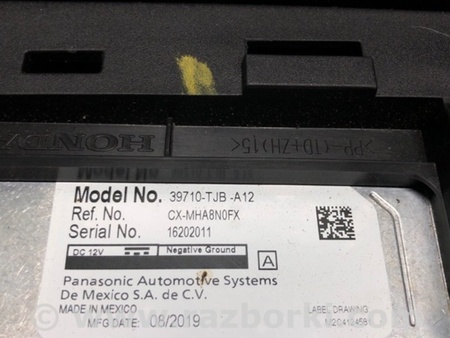 HONDA
>PP-(TD+ZH)15<
Model No. 39710-TJB -A12
Ref. No. CX-MHA8N0FX
Serial No. 16202011
DC 12V Negative Ground A
Panasonic Automotive Systems
De Mexico S.A. de C.V.
MADE IN MEXICO LABEL DRAWING
MFG DATE: 08/2019